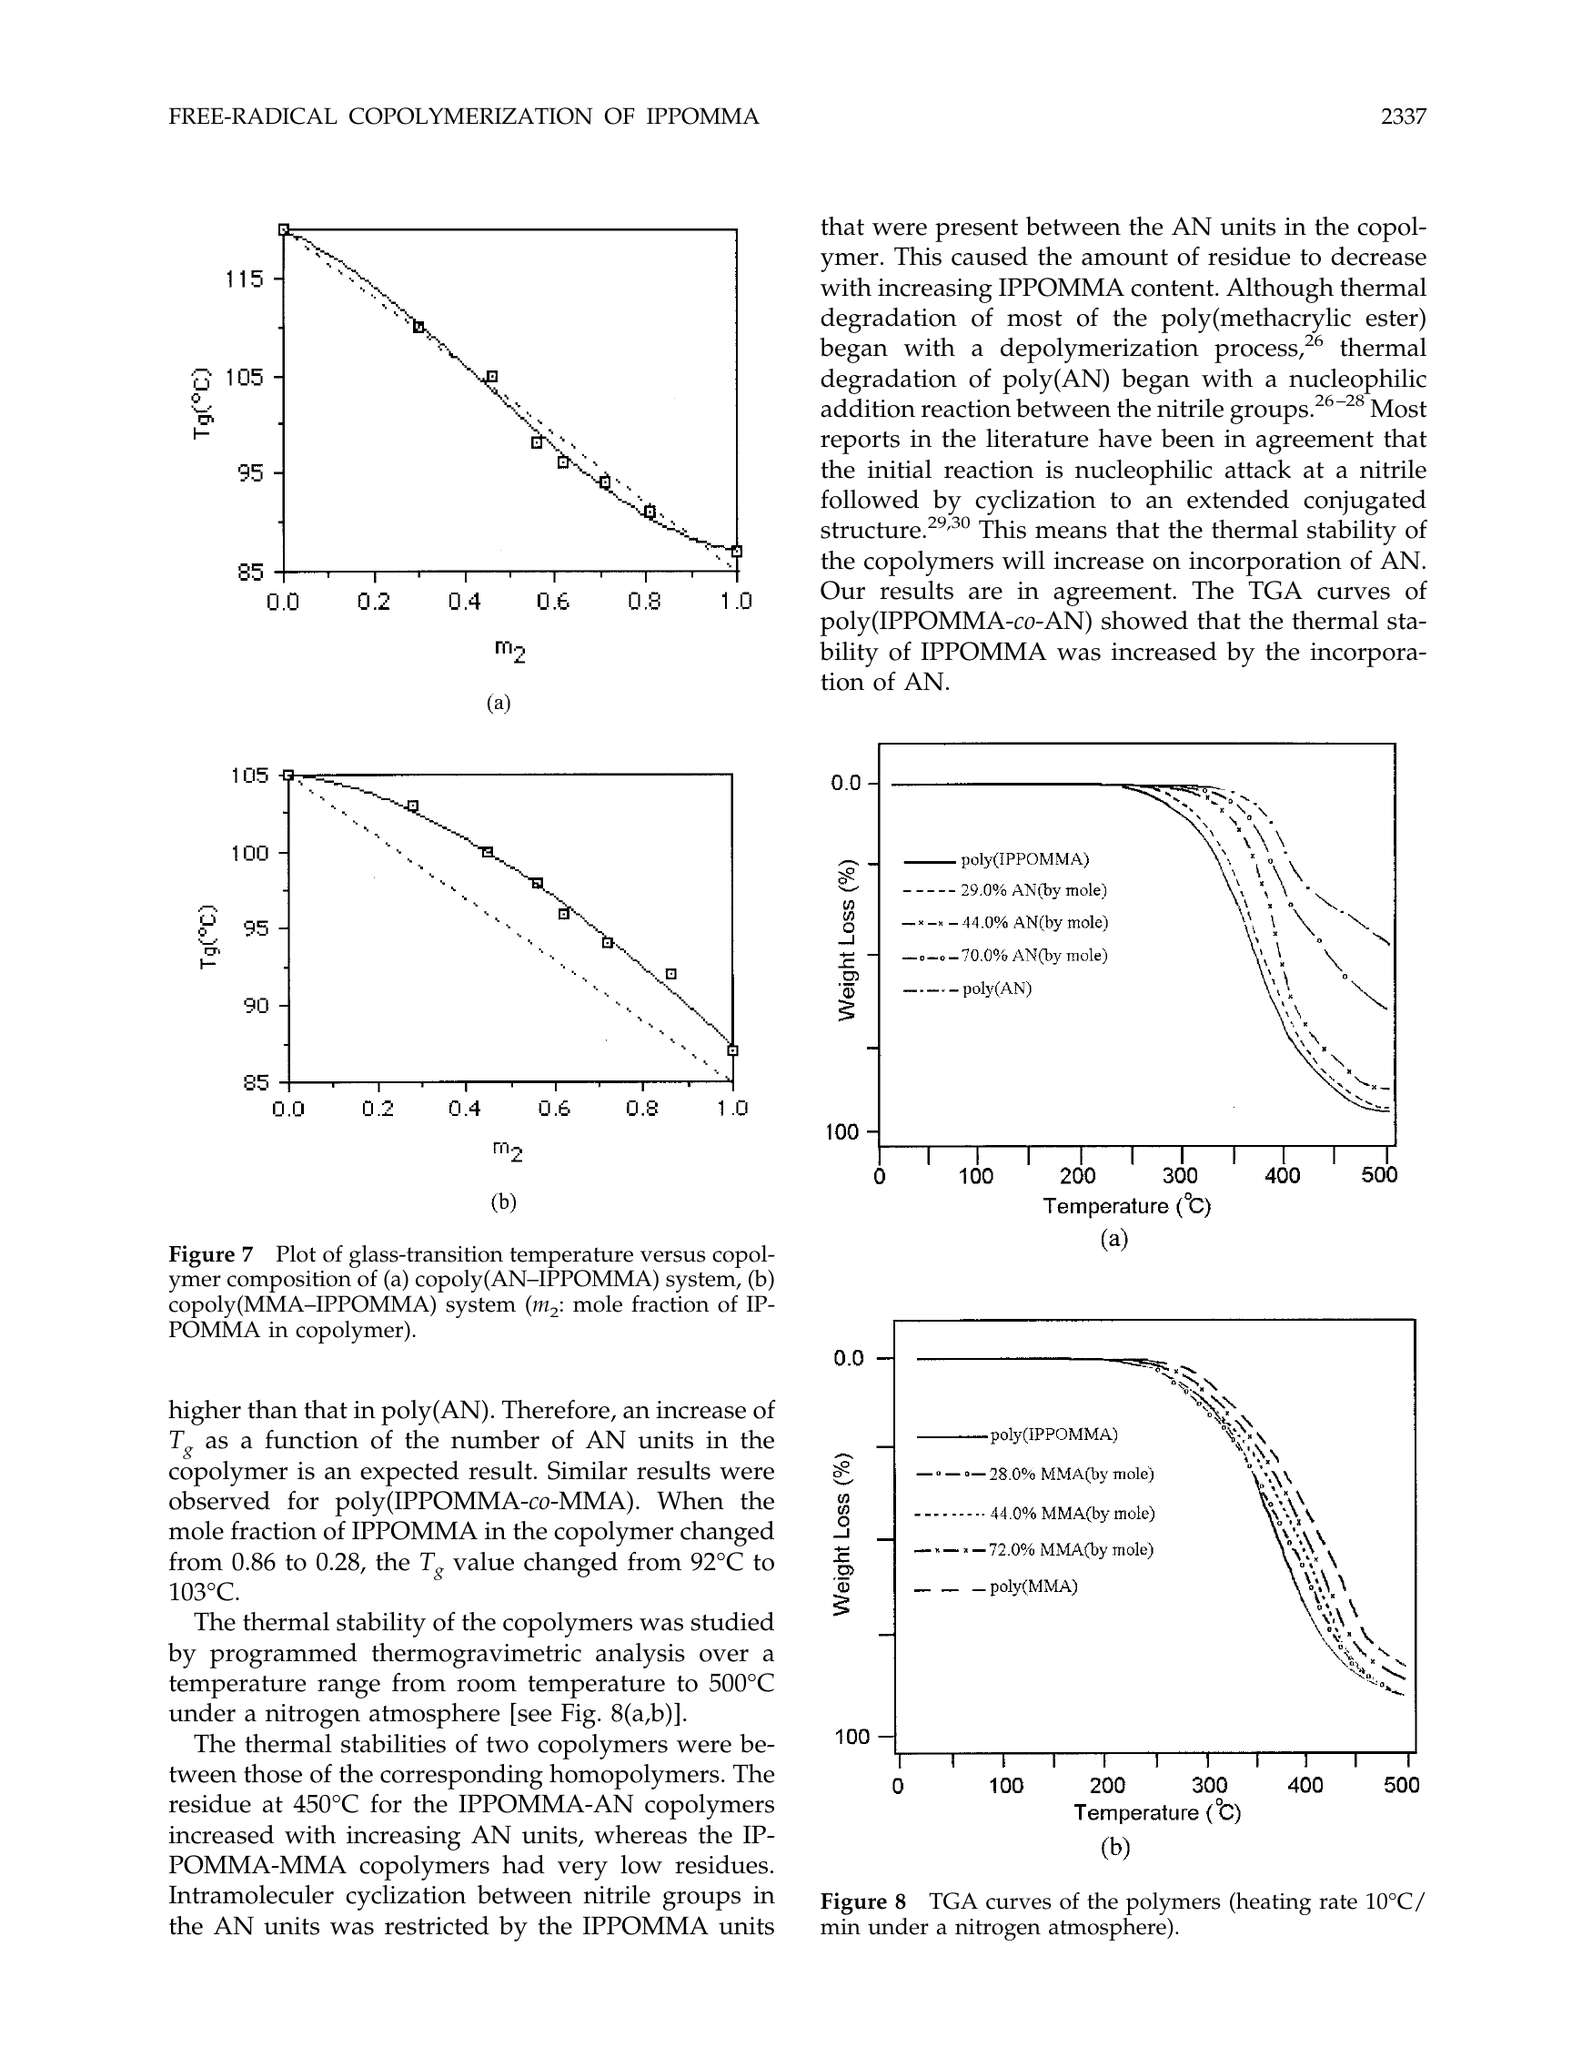 FREE-RADICAL COPOLYMERIZATION OF IPPOMMA 2337
115
105
95
85
Tg(°C)
0.0 0.2 0.4 0.6 0.8 1.0
m2
(a)
105
100
95
90
85
Tg(°C)
0.0 0.2 0.4 0.6 0.8 1.0
m2
(b)
Figure 7 Plot of glass-transition temperature versus copol-
ymer composition of (a) copoly(AN–IPPOMMA) system, (b)
copoly(MMA–IPPOMMA) system (m2: mole fraction of IP-
POMMA in copolymer).
higher than that in poly(AN). Therefore, an increase of
Tg as a function of the number of AN units in the
copolymer is an expected result. Similar results were
observed for poly(IPPOMMA-co-MMA). When the
mole fraction of IPPOMMA in the copolymer changed
from 0.86 to 0.28, the Tg value changed from 92°C to
103°C.
The thermal stability of the copolymers was studied
by programmed thermogravimetric analysis over a
temperature range from room temperature to 500°C
under a nitrogen atmosphere [see Fig. 8(a,b)].
The thermal stabilities of two copolymers were be-
tween those of the corresponding homopolymers. The
residue at 450°C for the IPPOMMA-AN copolymers
increased with increasing AN units, whereas the IP-
POMMA-MMA copolymers had very low residues.
Intramoleculer cyclization between nitrile groups in
the AN units was restricted by the IPPOMMA units
that were present between the AN units in the copol-
ymer. This caused the amount of residue to decrease
with increasing IPPOMMA content. Although thermal
degradation of most of the poly(methacrylic ester)
began with a depolymerization process,26 thermal
degradation of poly(AN) began with a nucleophilic
addition reaction between the nitrile groups.26–28 Most
reports in the literature have been in agreement that
the initial reaction is nucleophilic attack at a nitrile
followed by cyclization to an extended conjugated
structure.29,30 This means that the thermal stability of
the copolymers will increase on incorporation of AN.
Our results are in agreement. The TGA curves of
poly(IPPOMMA-co-AN) showed that the thermal sta-
bility of IPPOMMA was increased by the incorpora-
tion of AN.
0.0
poly(IPPOMMA)
29.0% AN(by mole)
44.0% AN(by mole)
70.0% AN(by mole)
poly(AN)
Weight Loss (%)
100
0 100 200 300 400 500
Temperature (°C)
(a)
0.0
poly(IPPOMMA)
28.0% MMA(by mole)
44.0% MMA(by mole)
72.0% MMA(by mole)
poly(MMA)
Weight Loss (%)
100
0 100 200 300 400 500
Temperature (°C)
(b)
Figure 8 TGA curves of the polymers (heating rate 10°C/
min under a nitrogen atmosphere).